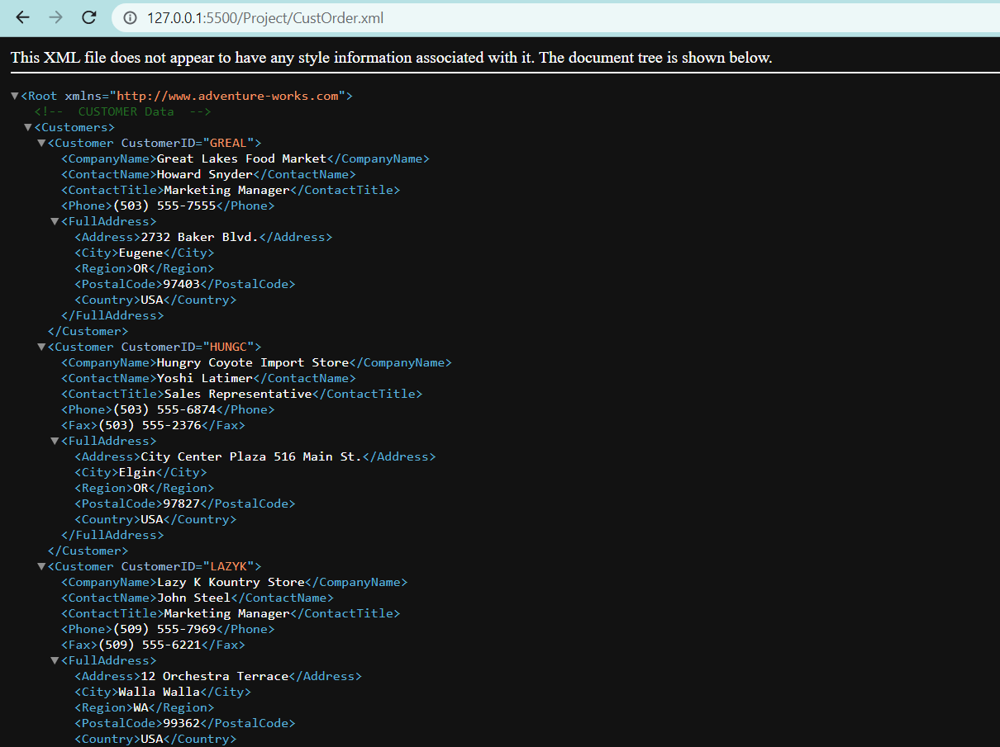 127.0.0.1:5500/Project/CustOrder.xml
This XML file does not appear to have any style information associated with it. The document tree is shown below.
▼<Root xmlns="http://www.adventure-works.com">
<!--  CUSTOMER Data  -->
▼<Customers>
▼<Customer CustomerID="GREAL">
<CompanyName>Great Lakes Food Market</CompanyName>
<ContactName>Howard Snyder</ContactName>
<ContactTitle>Marketing Manager</ContactTitle>
<Phone>(503) 555-7555</Phone>
▼<FullAddress>
<Address>2732 Baker Blvd.</Address>
<City>Eugene</City>
<Region>OR</Region>
<PostalCode>97403</PostalCode>
<Country>USA</Country>
</FullAddress>
</Customer>
▼<Customer CustomerID="HUNGC">
<CompanyName>Hungry Coyote Import Store</CompanyName>
<ContactName>Yoshi Latimer</ContactName>
<ContactTitle>Sales Representative</ContactTitle>
<Phone>(503) 555-6874</Phone>
<Fax>(503) 555-2376</Fax>
▼<FullAddress>
<Address>City Center Plaza 516 Main St.</Address>
<City>Elgin</City>
<Region>OR</Region>
<PostalCode>97827</PostalCode>
<Country>USA</Country>
</FullAddress>
</Customer>
▼<Customer CustomerID="LAZYK">
<CompanyName>Lazy K Kountry Store</CompanyName>
<ContactName>John Steel</ContactName>
<ContactTitle>Marketing Manager</ContactTitle>
<Phone>(509) 555-7969</Phone>
<Fax>(509) 555-6221</Fax>
▼<FullAddress>
<Address>12 Orchestra Terrace</Address>
<City>Walla Walla</City>
<Region>WA</Region>
<PostalCode>99362</PostalCode>
<Country>USA</Country>